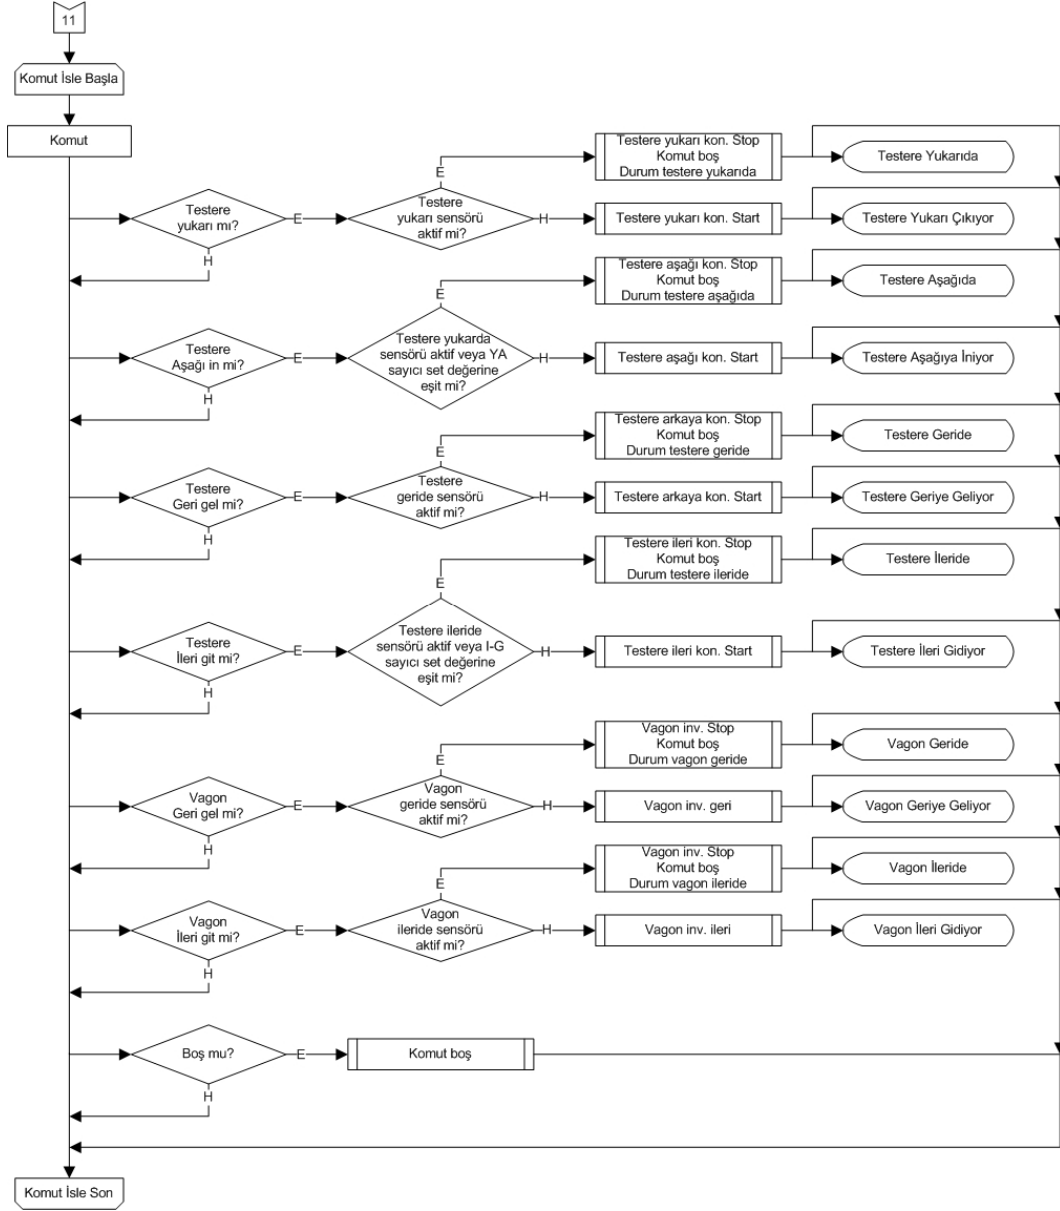 11
Komut İsle Başla
Komut
Testere yukarı kon. Stop
Komut boş
Durum testere yukarıda
Testere Yukarıda
E
Testere
yukarı mı?
E
Testere
yukarı sensörü
aktif mi?
H
Testere yukarı kon. Start
Testere Yukarı Çıkıyor
H
Testere aşağı kon. Stop
Komut boş
Durum testere aşağıda
Testere Aşağıda
E
Testere
Aşağı in mi?
E
Testere yukarda
sensörü aktif veya YA
sayıcı set değerine
eşit mi?
H
Testere aşağı kon. Start
Testere Aşağıya İniyor
H
Testere arkaya kon. Stop
Komut boş
Durum testere geride
Testere Geride
E
Testere
Geri gel mi?
E
Testere
geride sensörü
aktif mi?
H
Testere arkaya kon. Start
Testere Geriye Geliyor
H
Testere ileri kon. Stop
Komut boş
Durum testere ileride
Testere İleride
E
Testere
İleri git mi?
E
Testere ileride
sensörü aktif veya I-G
sayıcı set değerine
eşit mi?
H
Testere ileri kon. Start
Testere İleri Gidiyor
H
Vagon inv. Stop
Komut boş
Durum vagon geride
Vagon Geride
E
Vagon
Geri gel mi?
E
Vagon
geride sensörü
aktif mi?
H
Vagon inv. geri
Vagon Geriye Geliyor
H
Vagon inv. Stop
Komut boş
Durum vagon ileride
Vagon İleride
E
Vagon
İleri git mi?
E
Vagon
ileride sensörü
aktif mi?
H
Vagon inv. ileri
Vagon İleri Gidiyor
H
Boş mu?
E
Komut boş
H
Komut İsle Son